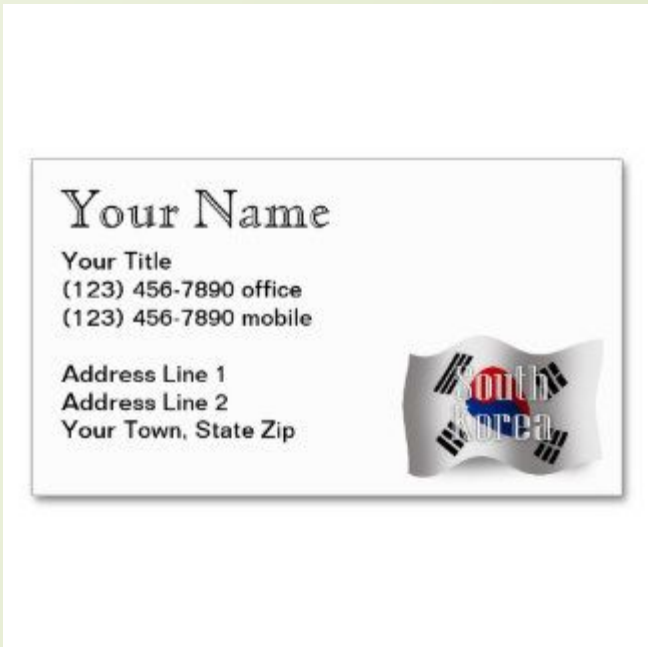 Your Name
Your Title
(123) 456-7890 office
(123) 456-7890 mobile
Address Line 1
Address Line 2
Your Town, State Zip
South
Korea